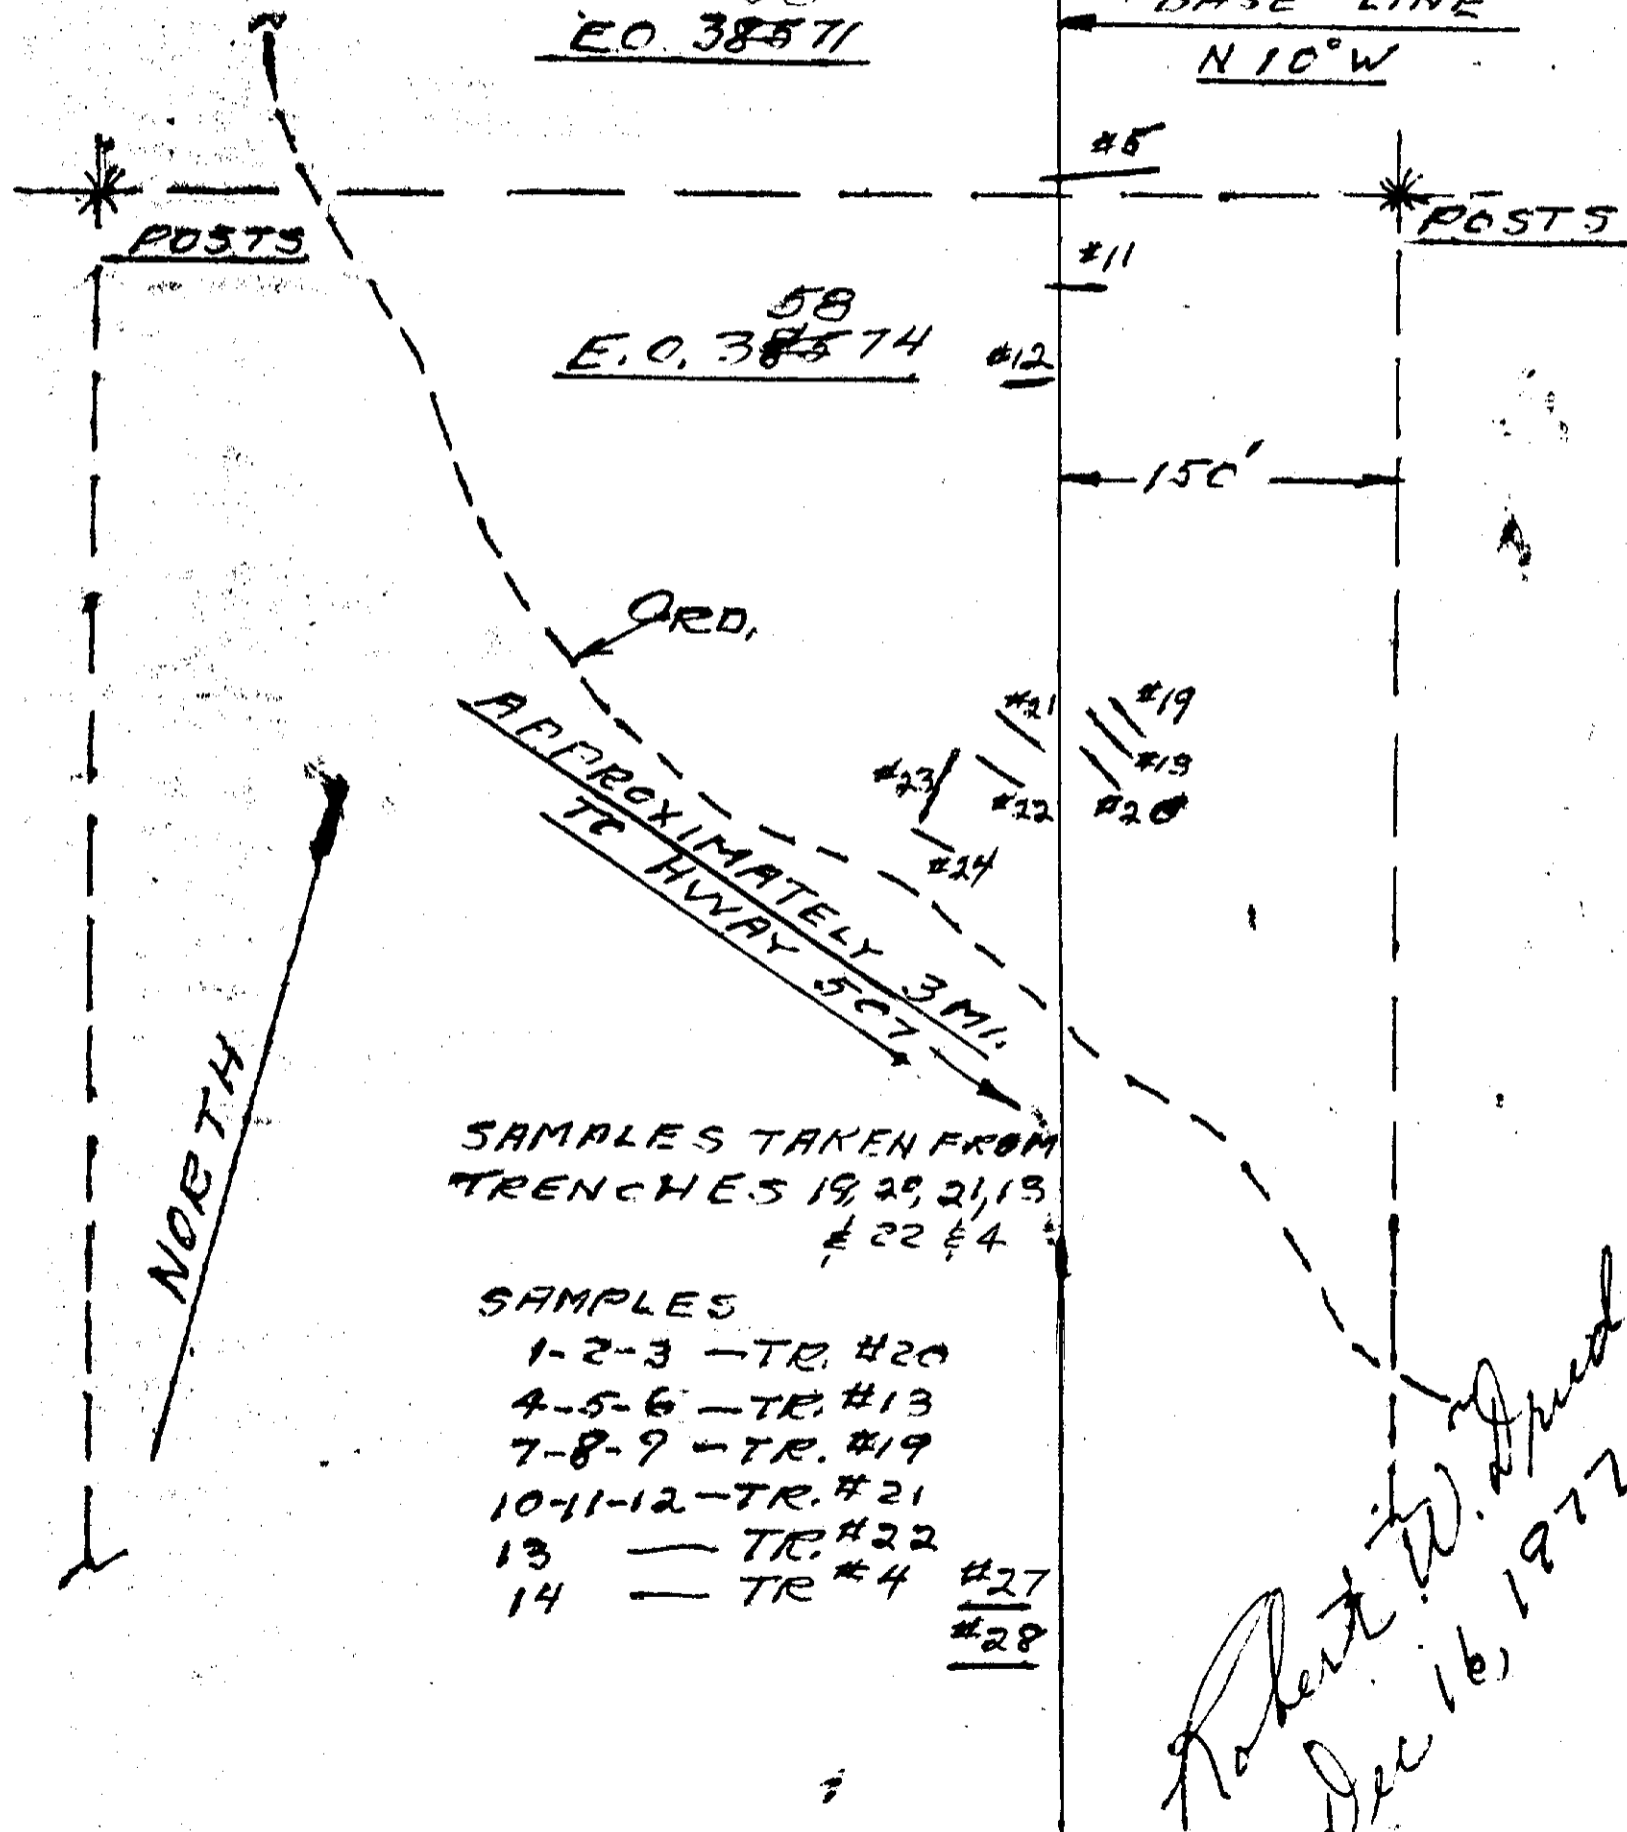 E.O. 38571
BASE LINE
N 10° W
#5
POSTS
POSTS
#11
58
E.O. 38574
#12
150'
RD.
#21
#19
#23
#13
#22
#20
#24
APPROXIMATELY 3 MI.
TO HWAY 507
NORTH
SAMPLES TAKEN FROM
TRENCHES 19, 20, 21, 13
& 22 & 4
SAMPLES
1-2-3 — TR. #20
4-5-6 — TR. #13
7-8-9 — TR. #19
10-11-12 — TR. #21
13 — TR. #22
14 — TR #4
#27
#28
Robert W.
Dec 16, 1977